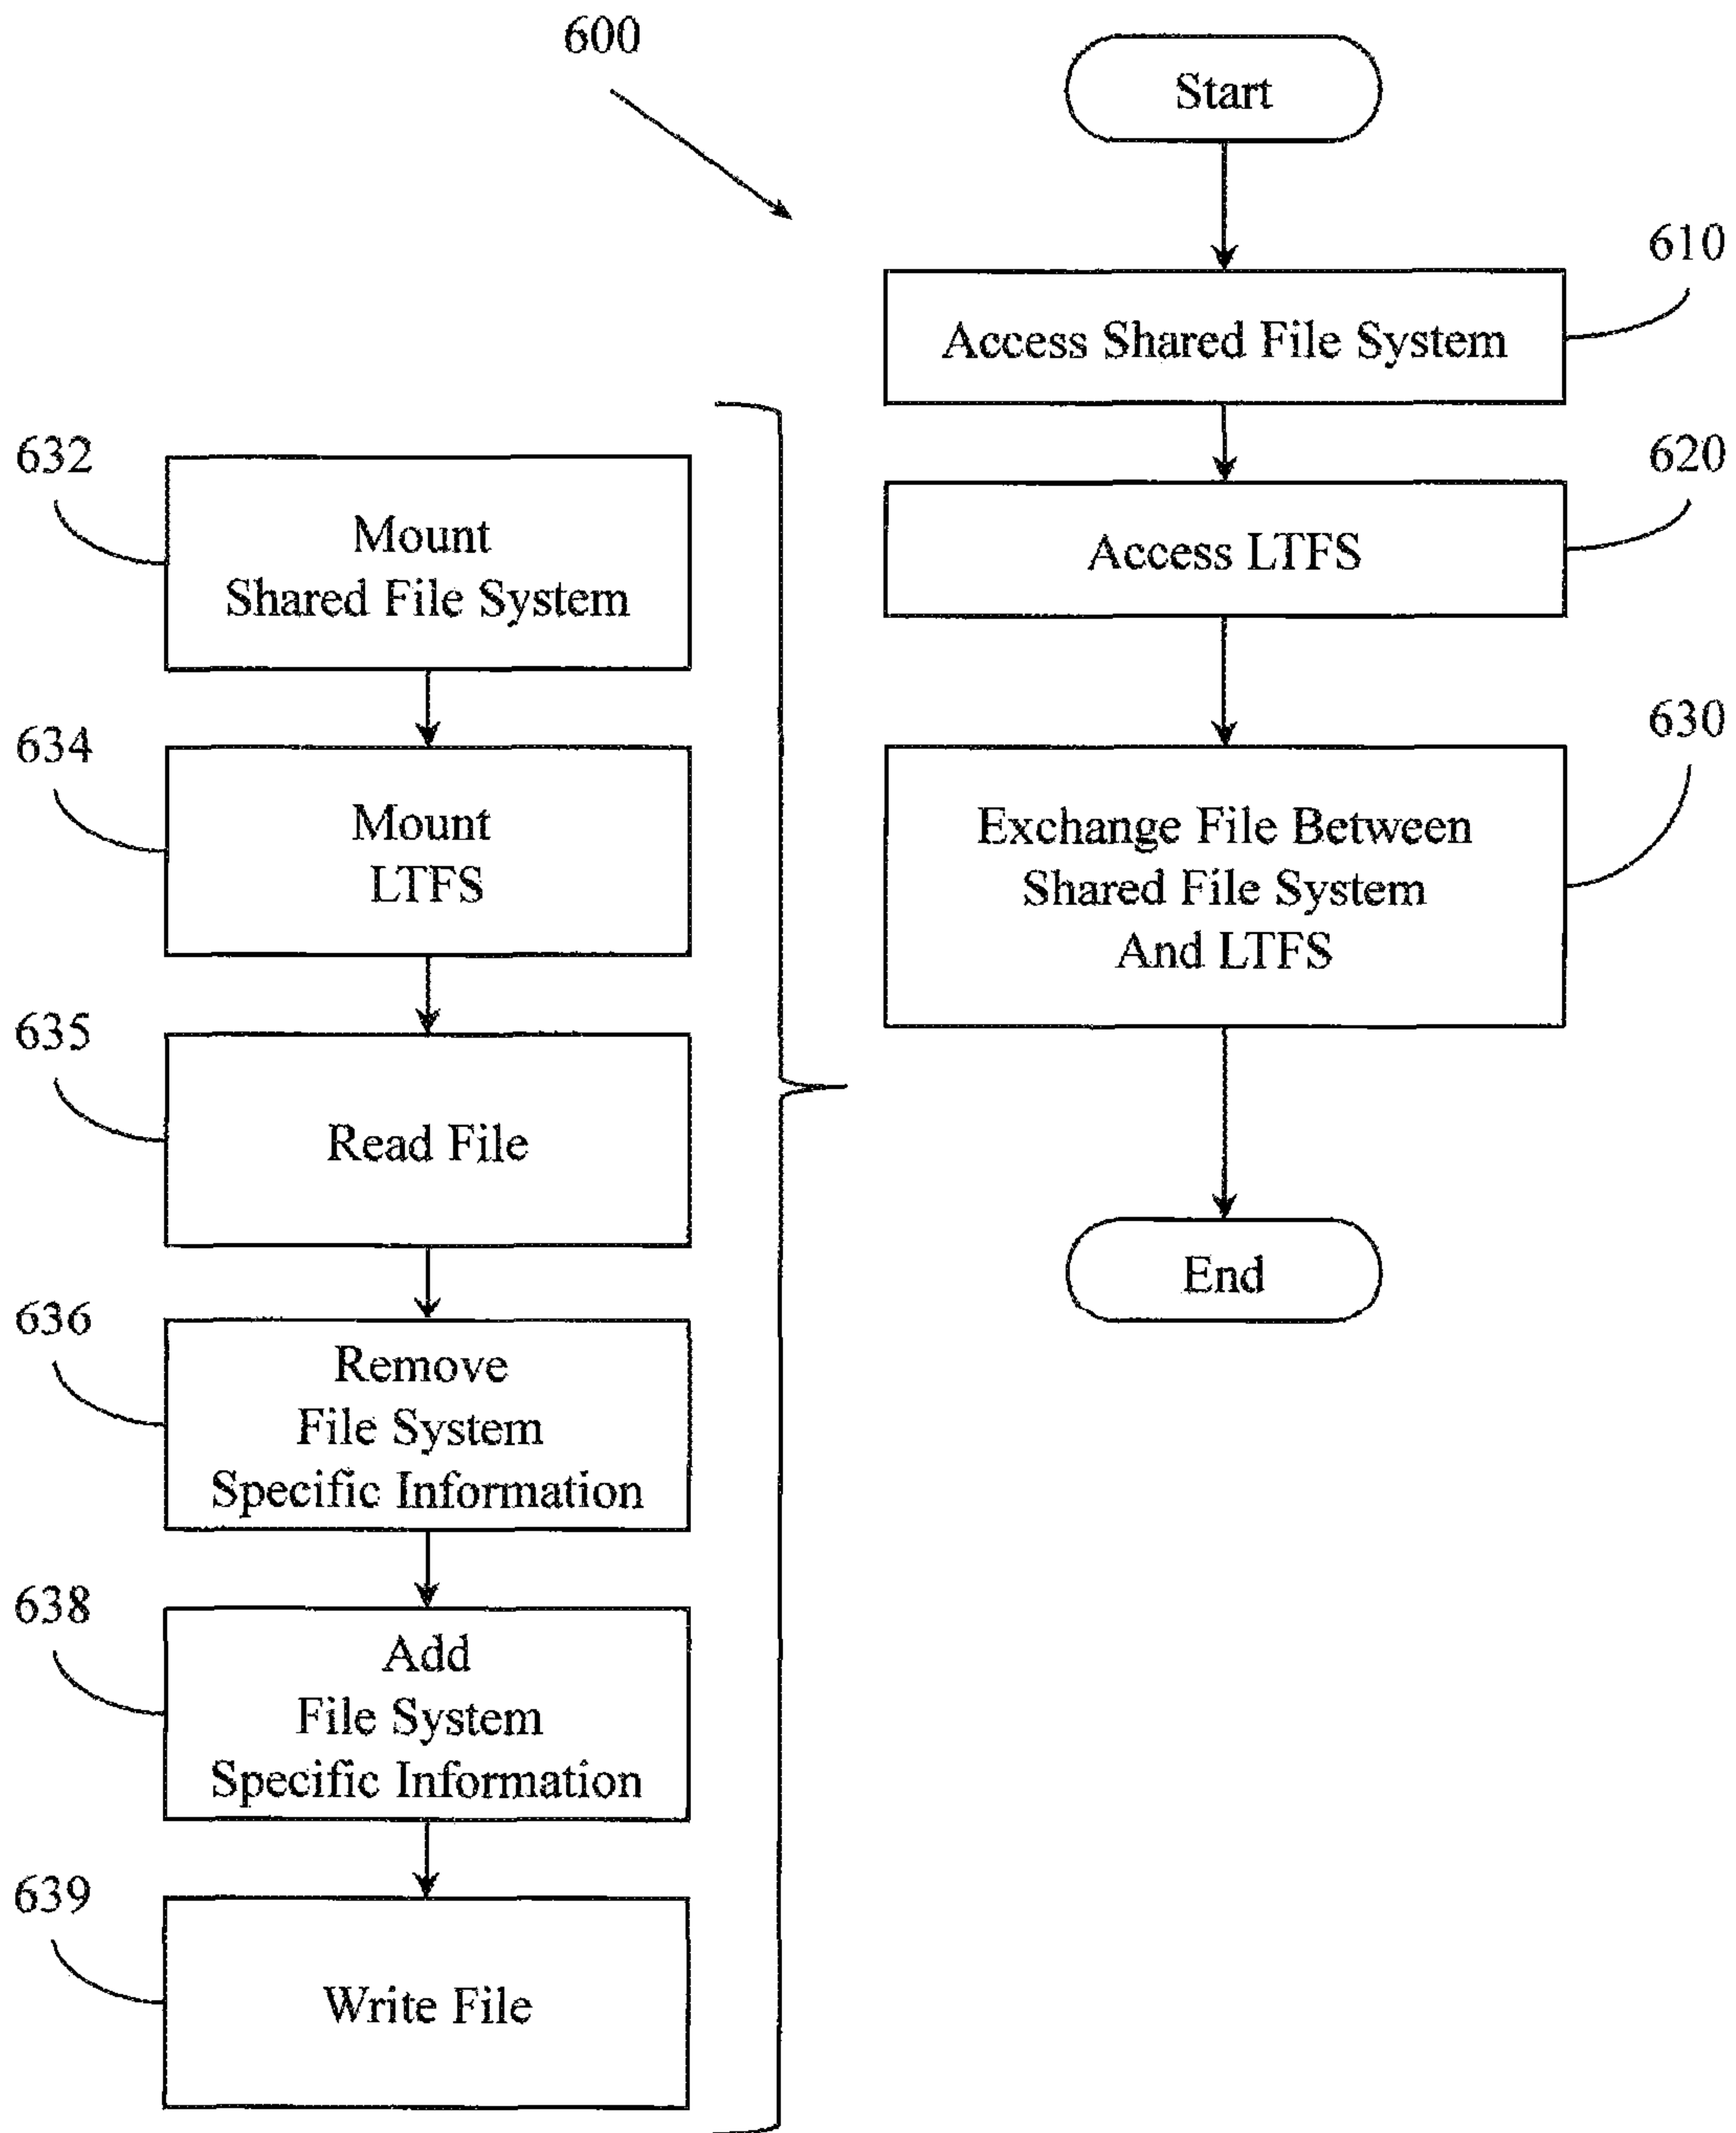 600
Start
610
Access Shared File System
620
Access LTFS
630
Exchange File Between
Shared File System
And LTFS
End
632
Mount
Shared File System
634
Mount
LTFS
635
Read File
636
Remove
File System
Specific Information
638
Add
File System
Specific Information
639
Write File